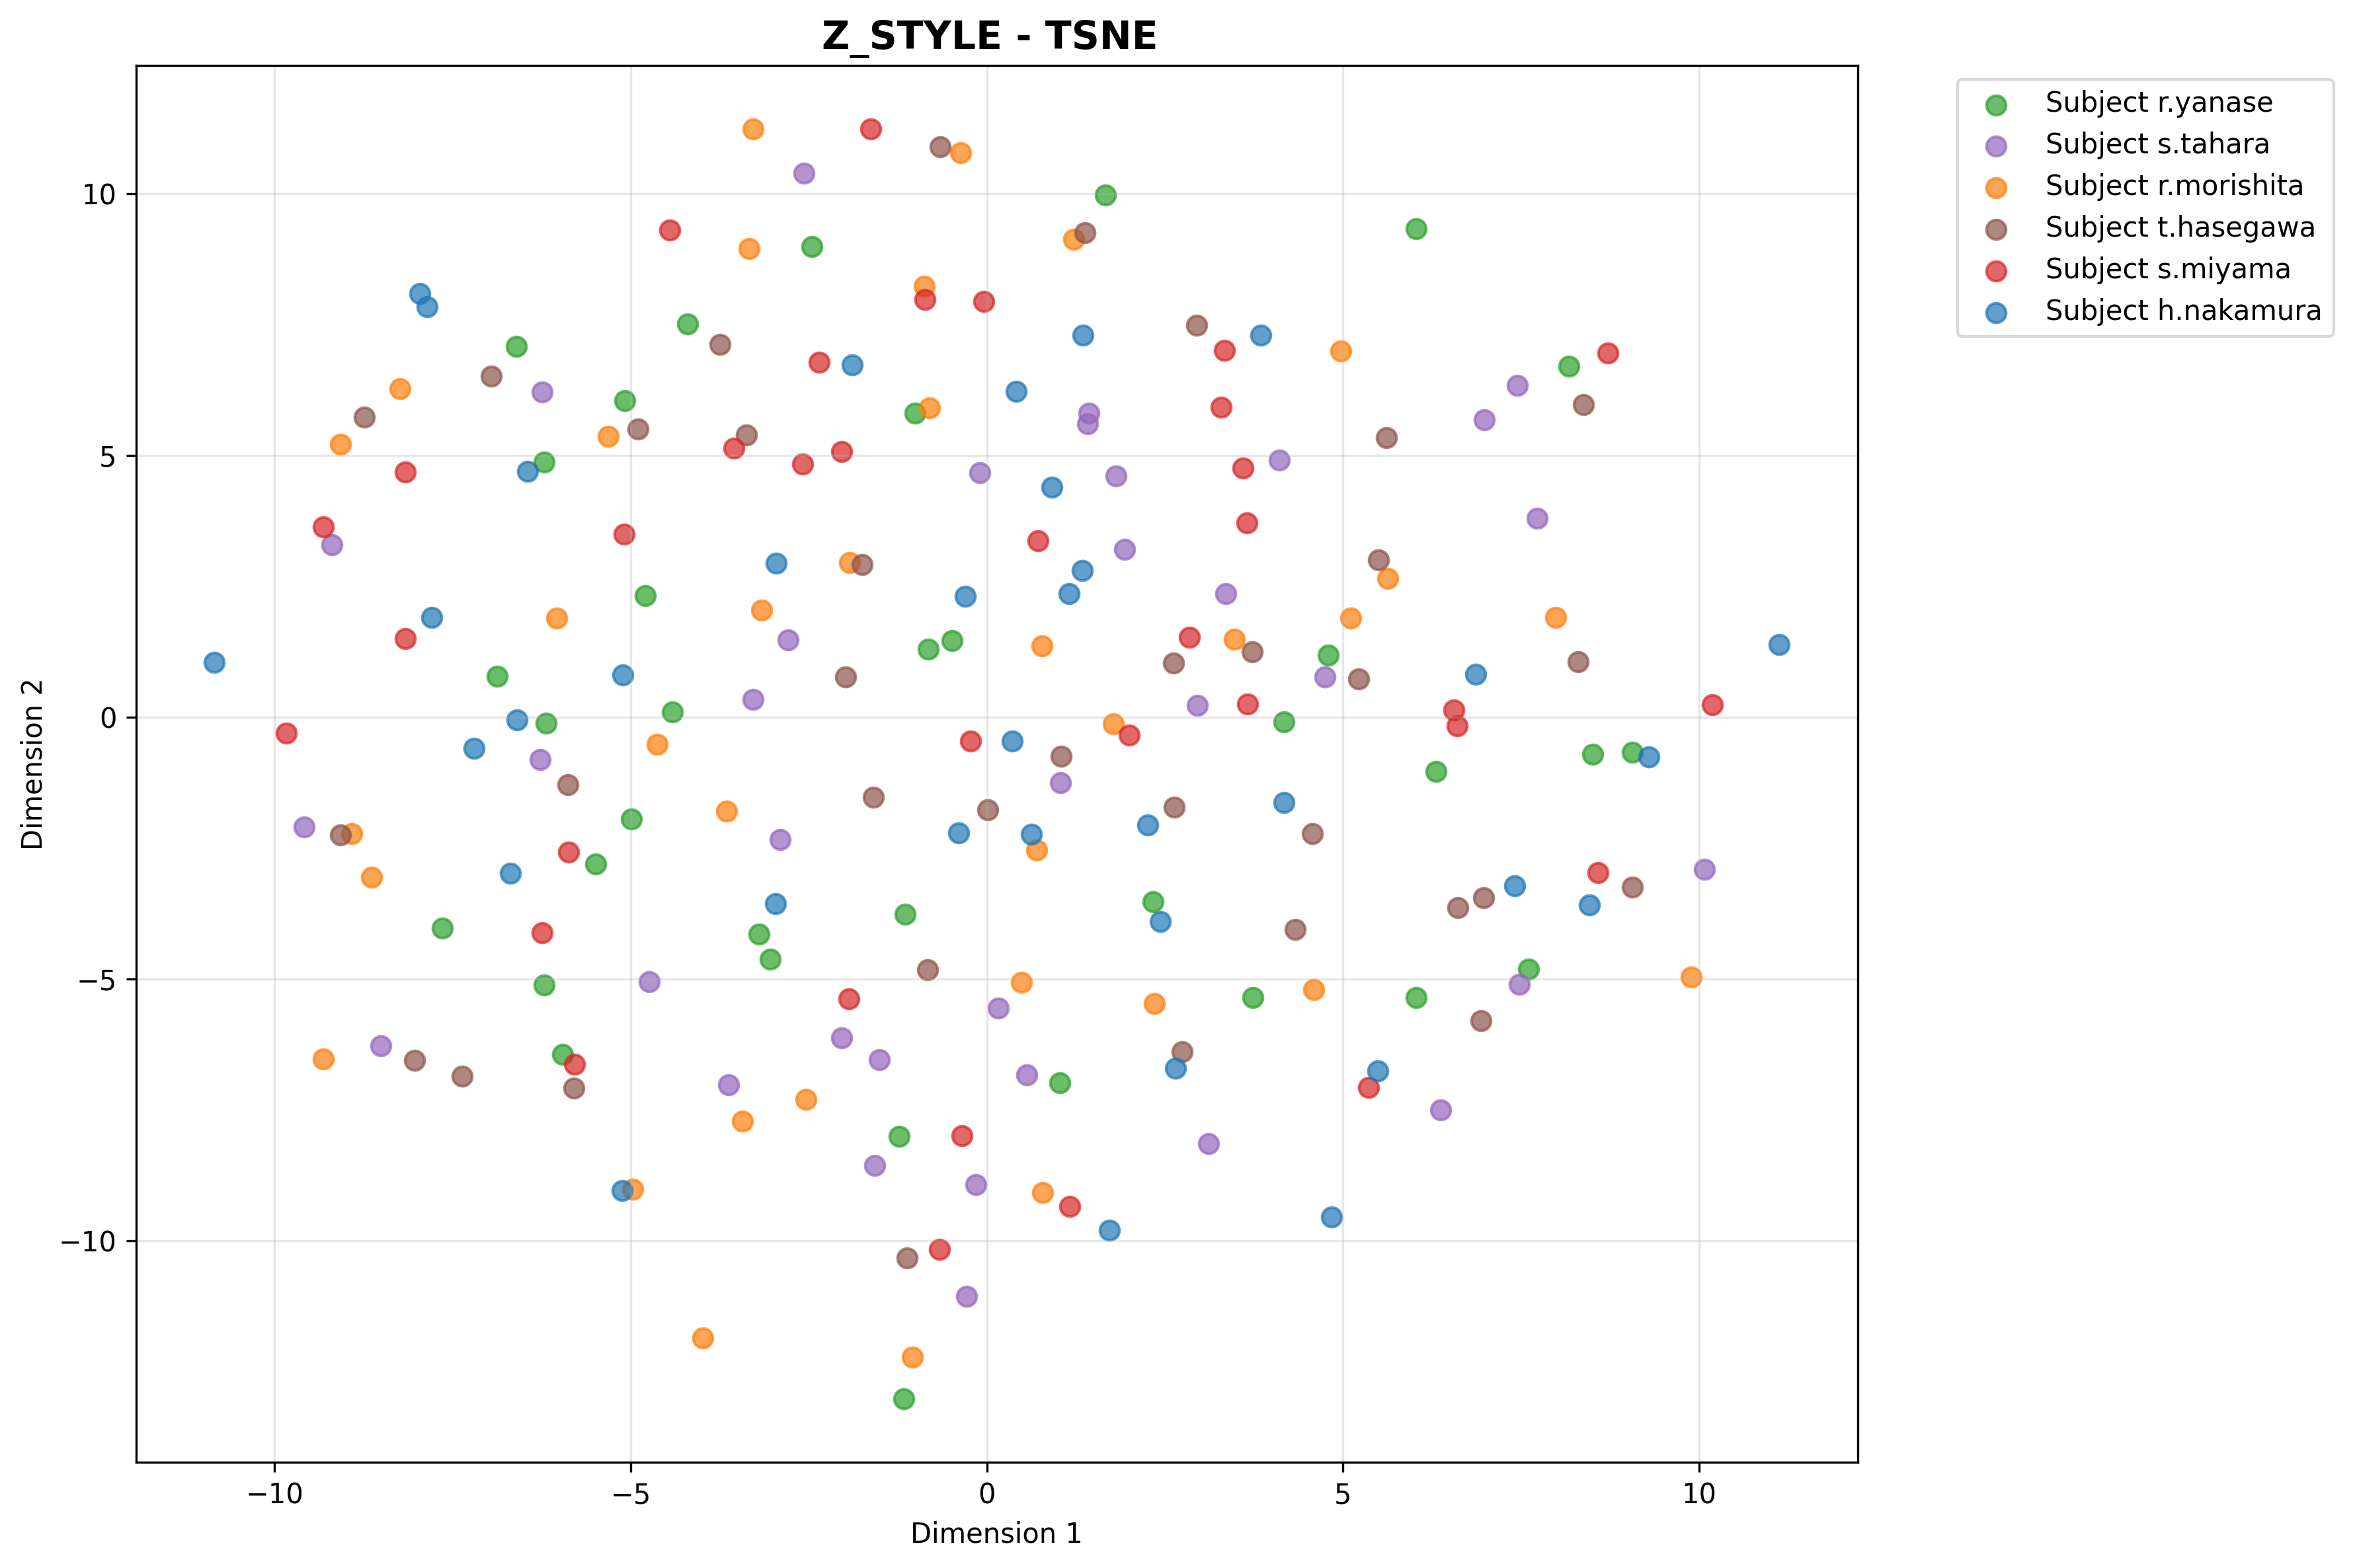 Z_STYLE - TSNE
Subject r.yanase
Subject s.tahara
Subject r.morishita
Subject t.hasegawa
Subject s.miyama
Subject h.nakamura
10
5
0
−5
−10
Dimension 2
−10
−5
0
5
10
Dimension 1